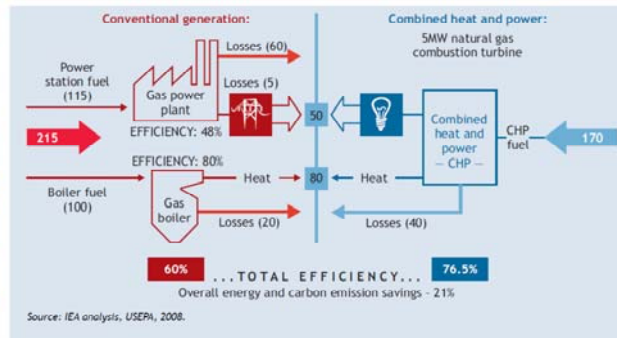 Conventional generation:
Combined heat and power:
5MW natural gas
combustion turbine
Losses (60)
Power
station fuel
(115)
Losses (5)
Gas power
plant
EFFICIENCY: 48%
215
50
Combined
heat and
power
— CHP —
CHP
fuel
170
EFFICIENCY: 80%
Heat
80
Heat
Boiler fuel
(100)
Gas
boiler
Losses (20)
Losses (40)
60%
...TOTAL EFFICIENCY...
76.5%
Overall energy and carbon emission savings - 21%
Source: IEA analysis, USEPA, 2008.